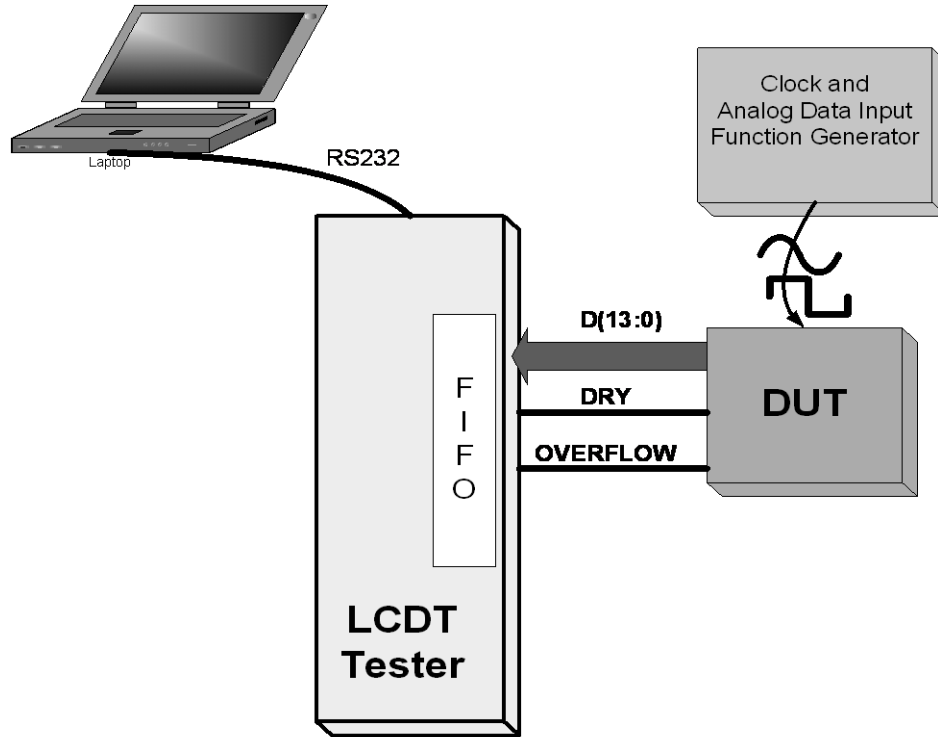 Laptop
RS232
Clock and
Analog Data Input
Function Generator
D(13:0)
DRY
OVERFLOW
DUT
F
I
F
O
LCDT
Tester